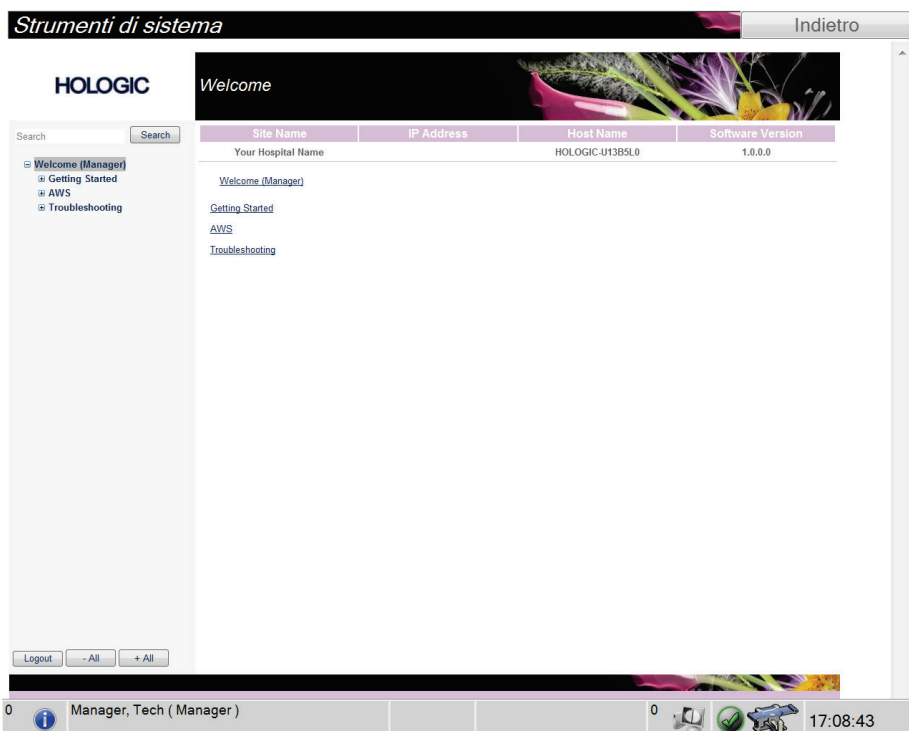 Strumenti di sistema
Indietro
HOLOGIC
Welcome
Search
Search
Site Name IP Address Host Name Software Version
Your Hospital Name HOLOGIC-U13B5L0 1.0.0.0
Welcome (Manager)
Getting Started
AWS
Troubleshooting
Welcome (Manager)
Getting Started
AWS
Troubleshooting
Logout - All + All
0 Manager, Tech ( Manager ) 0 17:08:43